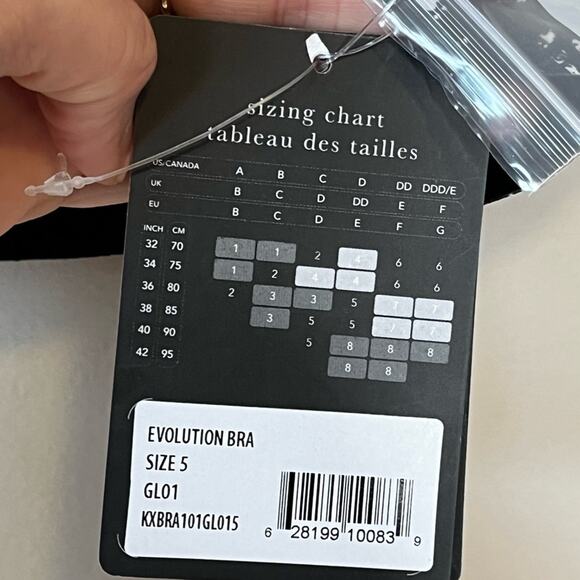 sizing chart
tableau des tailles
US/CANADA A B C D DD DDD/E
UK B C D DD E F
EU B C D E F G
INCH CM
32 70 1 1 2 4 6 6
34 75 1 2 4 4 6 6
36 80 2 3 3 5 7 7
38 85 3 5 5 7 7
40 90 5 8 8 8
42 95 8 8
EVOLUTION BRA
SIZE 5
GL01
KXBRA101GL015
6 28199 10083 9